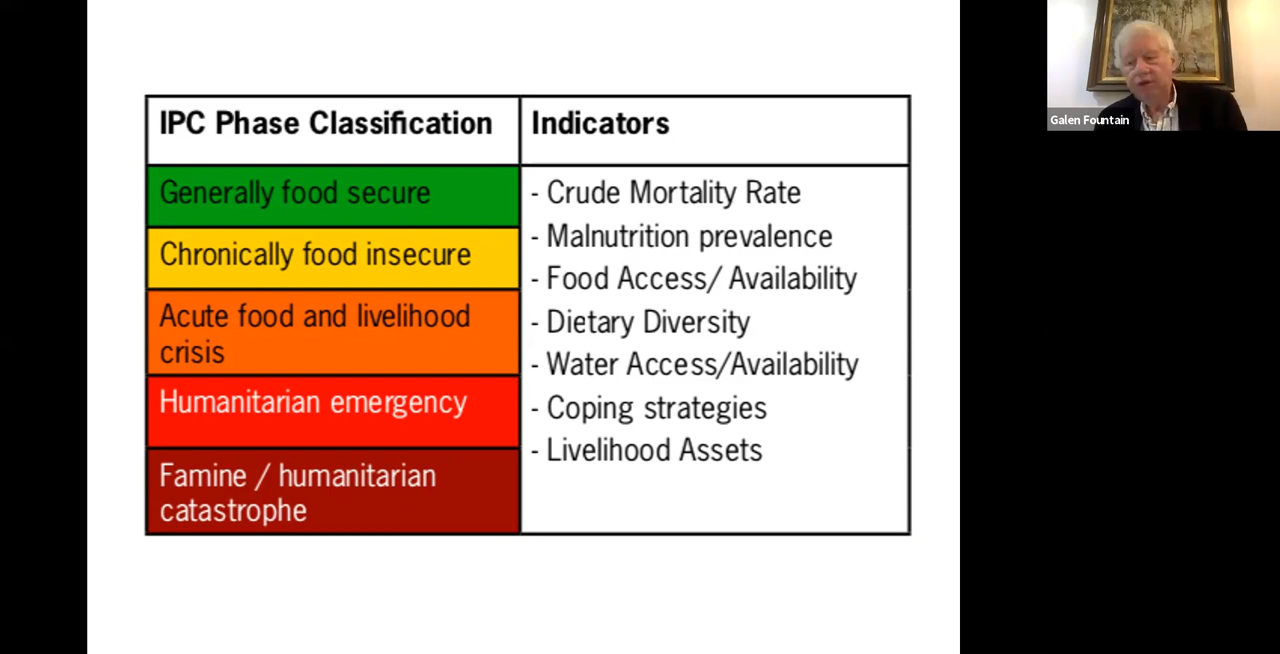 IPC Phase Classification
Indicators
Generally food secure
Chronically food insecure
Acute food and livelihood
crisis
Humanitarian emergency
Famine / humanitarian
catastrophe
- Crude Mortality Rate
- Malnutrition prevalence
- Food Access/ Availability
- Dietary Diversity
- Water Access/Availability
- Coping strategies
- Livelihood Assets
Galen Fountain